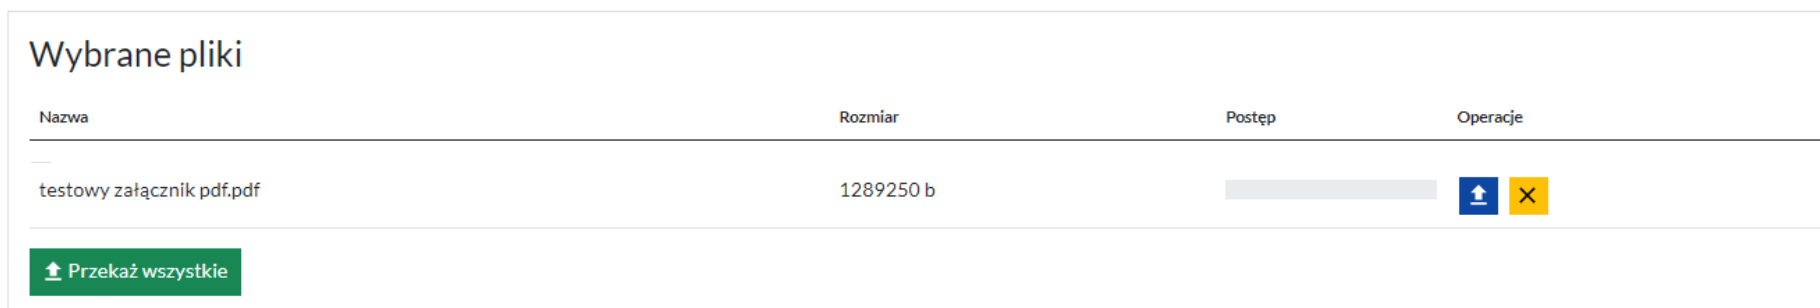 Wybrane pliki
Nazwa Rozmiar Postęp Operacje
testowy załącznik pdf.pdf 1289250 b
Przekaż wszystkie